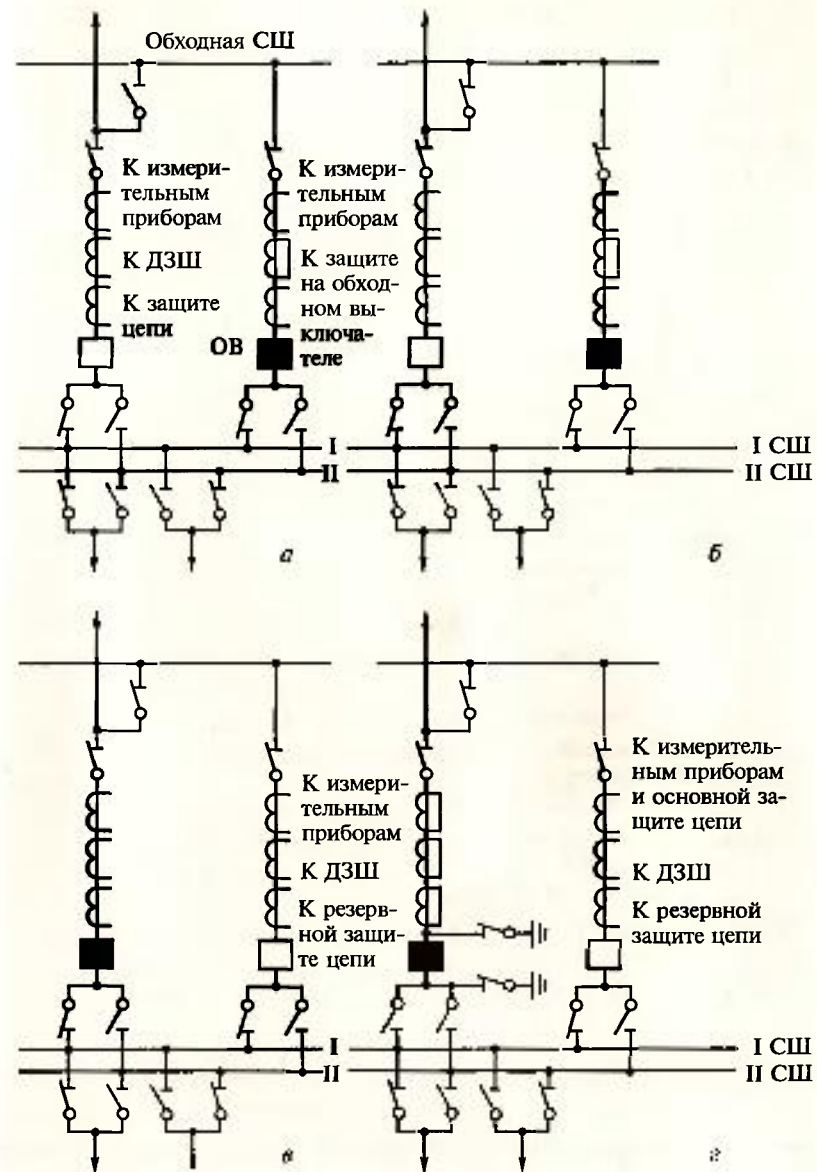 Обходная СШ
К измери-
тельным
приборам
К ДЗШ
К защите
цепи
К измери-
тельным
приборам
К защите
на обход-
ном вы-
ключа-
теле
ОВ
I
II
I СШ
II СШ
а
б
К измери-
тельным
приборам
К ДЗШ
К резерв-
ной защи-
те цепи
К измеритель-
ным приборам
и основной за-
щите цепи
К ДЗШ
К резервной
защите цепи
I
II
I СШ
II СШ
в
г